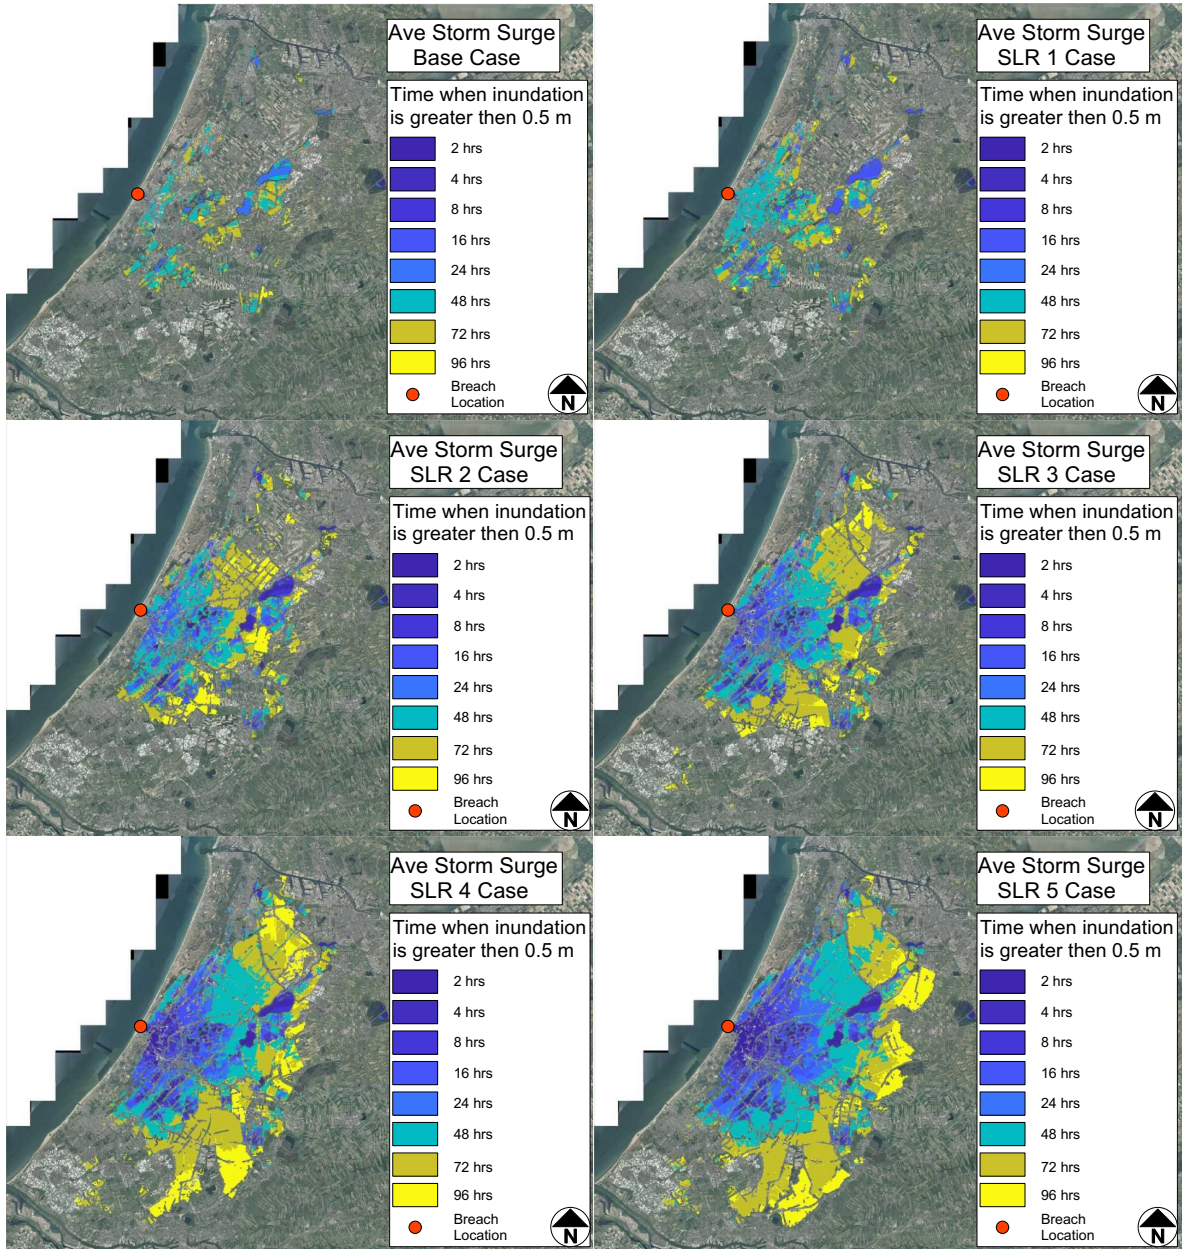 Ave Storm Surge
Base Case
Time when inundation
is greater then 0.5 m
2 hrs
4 hrs
8 hrs
16 hrs
24 hrs
48 hrs
72 hrs
96 hrs
Breach
Location
N
Ave Storm Surge
SLR 1 Case
Time when inundation
is greater then 0.5 m
2 hrs
4 hrs
8 hrs
16 hrs
24 hrs
48 hrs
72 hrs
96 hrs
Breach
Location
N
Ave Storm Surge
SLR 2 Case
Time when inundation
is greater then 0.5 m
2 hrs
4 hrs
8 hrs
16 hrs
24 hrs
48 hrs
72 hrs
96 hrs
Breach
Location
N
Ave Storm Surge
SLR 3 Case
Time when inundation
is greater then 0.5 m
2 hrs
4 hrs
8 hrs
16 hrs
24 hrs
48 hrs
72 hrs
96 hrs
Breach
Location
N
Ave Storm Surge
SLR 4 Case
Time when inundation
is greater then 0.5 m
2 hrs
4 hrs
8 hrs
16 hrs
24 hrs
48 hrs
72 hrs
96 hrs
Breach
Location
N
Ave Storm Surge
SLR 5 Case
Time when inundation
is greater then 0.5 m
2 hrs
4 hrs
8 hrs
16 hrs
24 hrs
48 hrs
72 hrs
96 hrs
Breach
Location
N